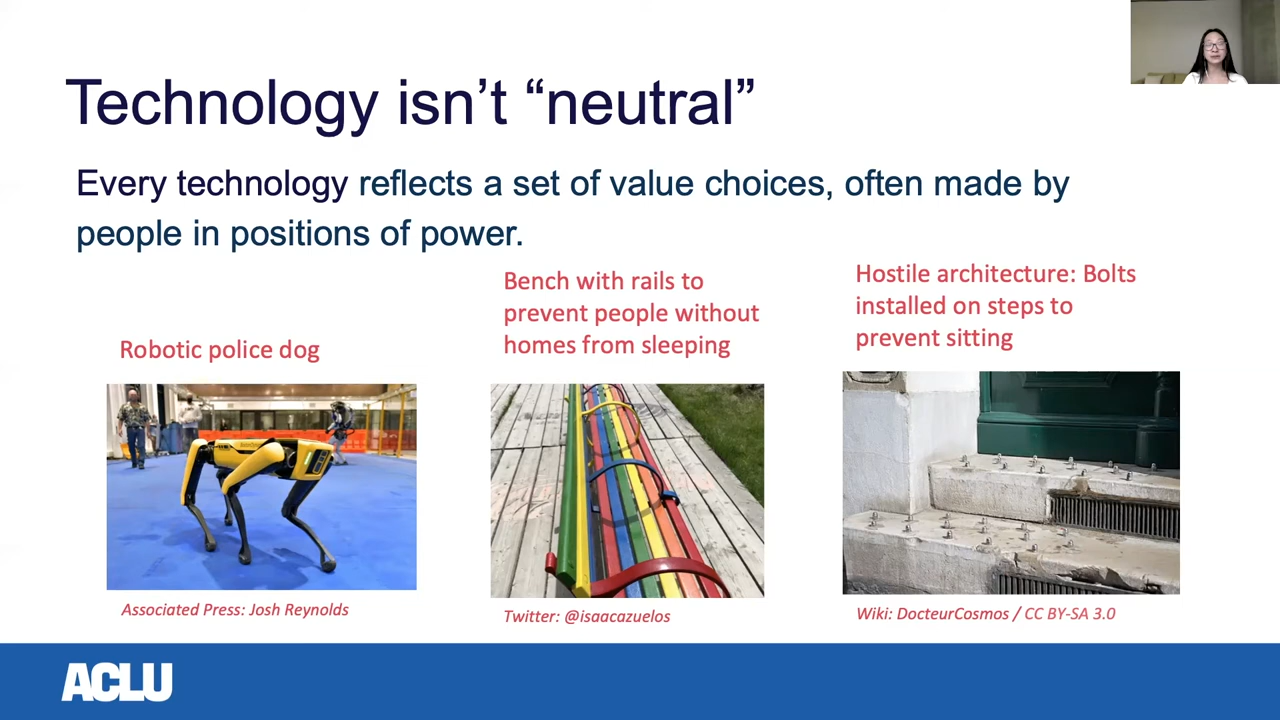 Technology isn't “neutral”
Every technology reflects a set of value choices, often made by
people in positions of power.
Robotic police dog
Bench with rails to
prevent people without
homes from sleeping
Hostile architecture: Bolts
installed on steps to
prevent sitting
Associated Press: Josh Reynolds
Twitter: @isaacazuelos
Wiki: DocteurCosmos / CC BY-SA 3.0
ACLU